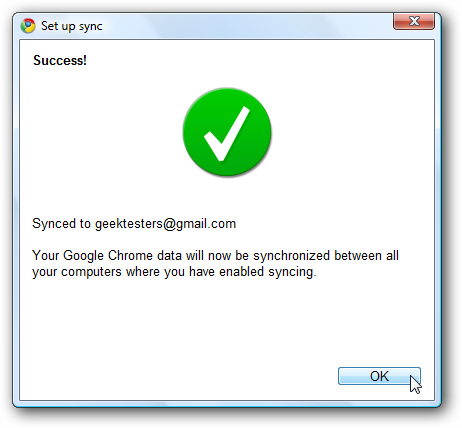 Set up sync
Success!
Synced to geektesters@gmail.com
Your Google Chrome data will now be synchronized between all
your computers where you have enabled syncing.
OK